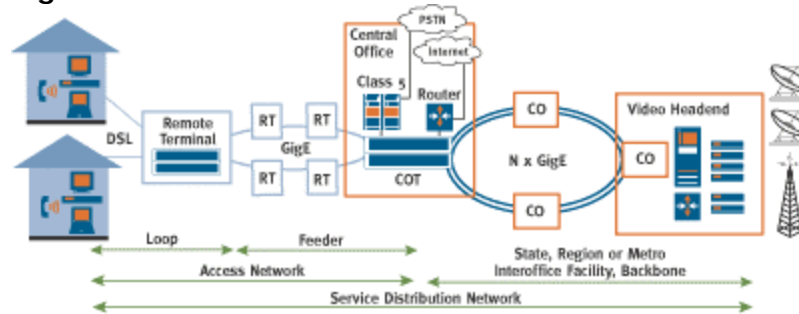 PSTN
Internet
Central
Office
Class 5
Router
DSL
Remote
Terminal
RT
RT
GigE
RT
RT
COT
CO
N x GigE
CO
CO
Video Headend
Loop
Feeder
Access Network
State, Region or Metro
Interoffice Facility, Backbone
Service Distribution Network